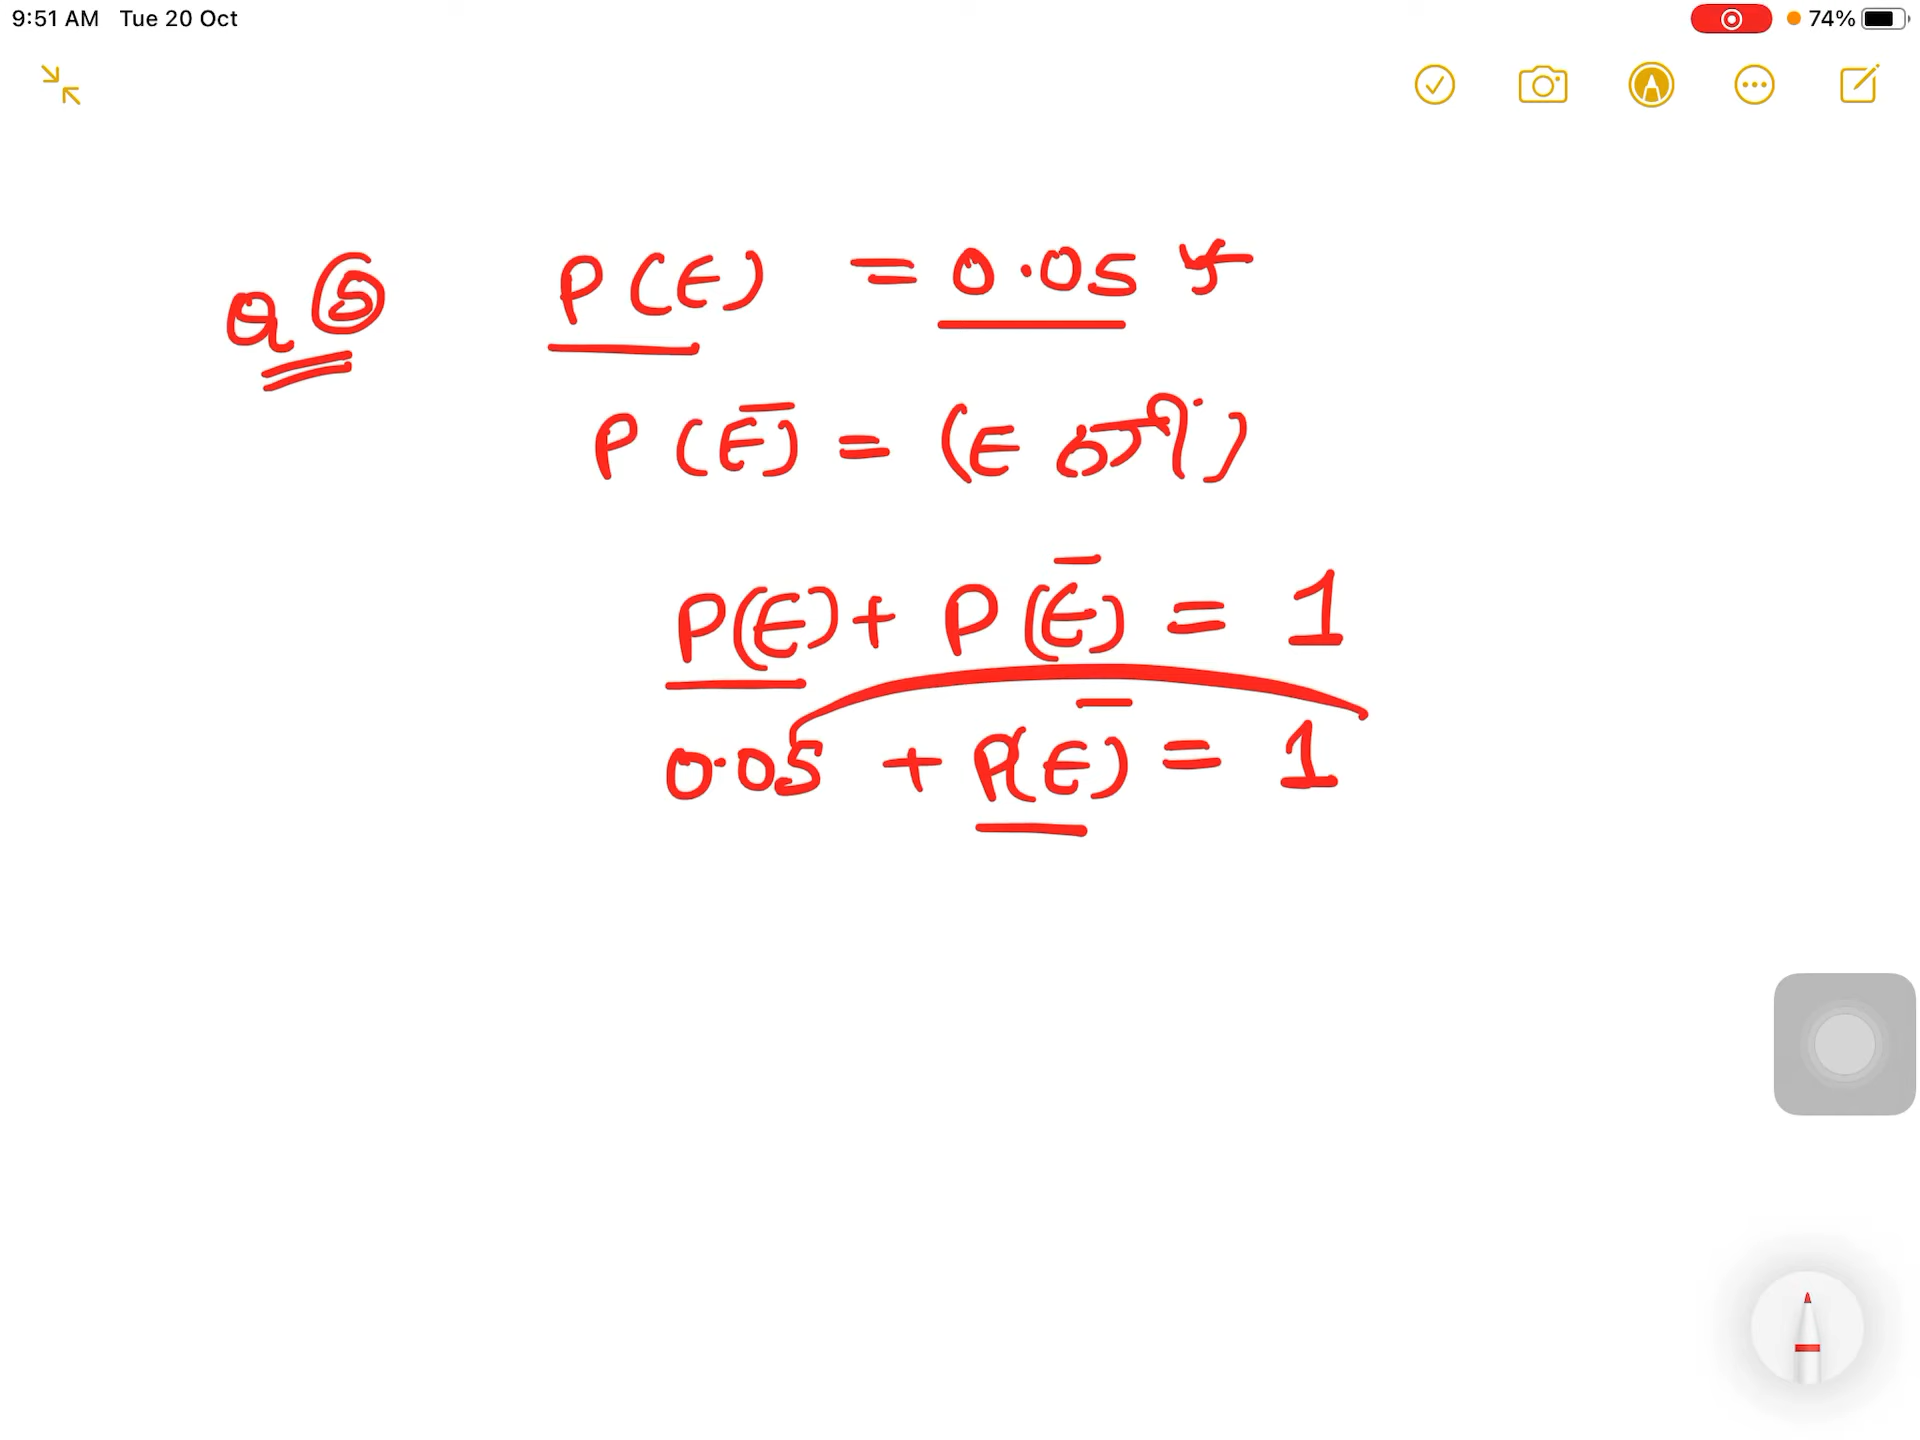 9:51 AM Tue 20 Oct 74%
Q ⑤ P(E) = 0.05
P(E̅) = (E नाही)
P(E) + P(E̅) = 1
0.05 + P(E̅) = 1